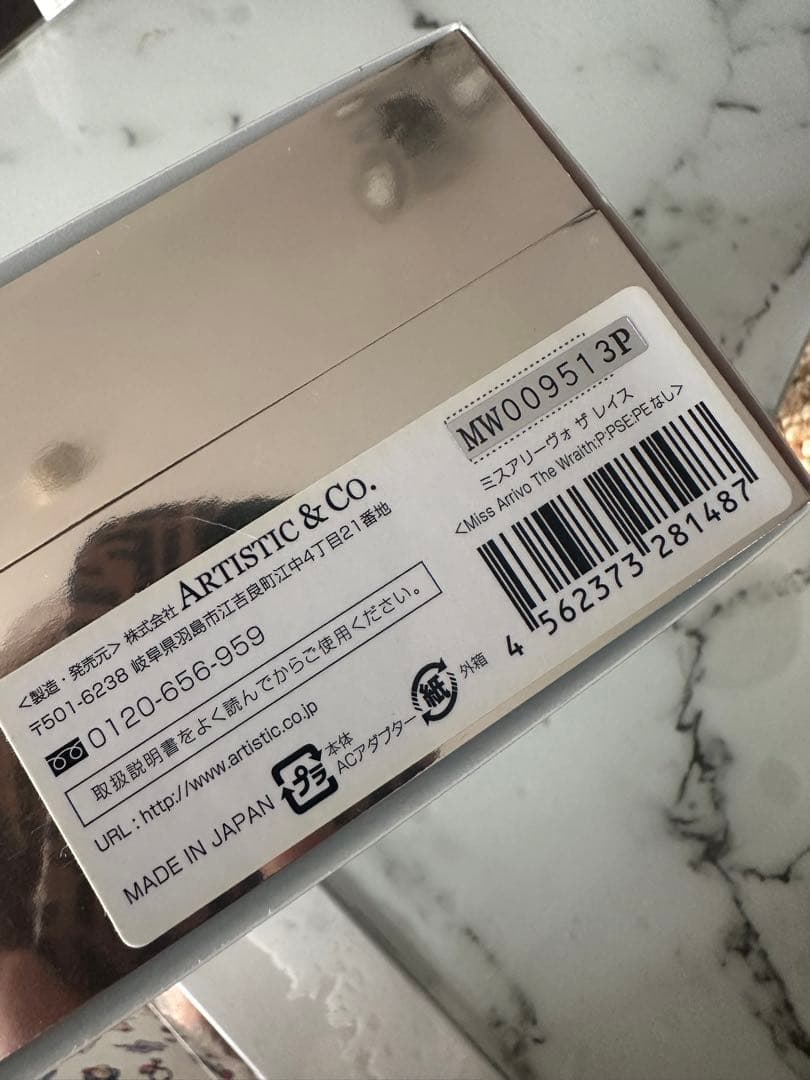 MW009513P
ミスアリーヴォ ザ レイス
<Miss Arrivo The Wraith;P;PSE;PEなし>
4 562373 281487
<製造・発売元> 株式会社 ARTISTIC & CO.
〒501-6238 岐阜県羽島市江吉良町江中4丁目21番地
0120-656-959
取扱説明書をよく読んでからご使用ください。
URL : http://www.artistic.co.jp
MADE IN JAPAN
プラ
本体
ACアダプター
紙
外箱